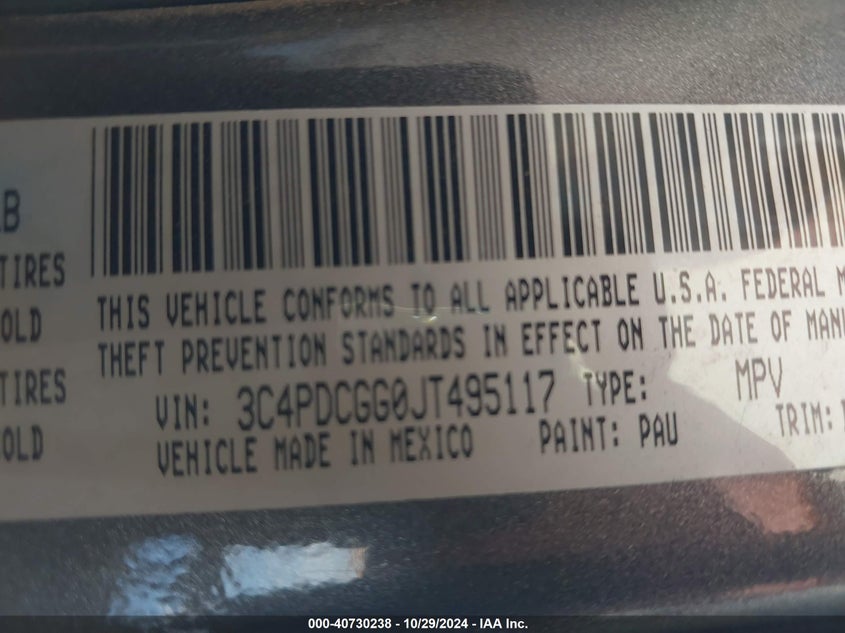 LB
TIRES
THIS VEHICLE CONFORMS TO ALL APPLICABLE U.S.A. FEDERAL M
OLD
THEFT PREVENTION STANDARDS IN EFFECT ON THE DATE OF MAN
TIRES
VIN: 3C4PDCGG0JT495117 TYPE: MPV
OLD
VEHICLE MADE IN MEXICO PAINT: PAU TRIM:
000-40730238 - 10/29/2024 - IAA Inc.